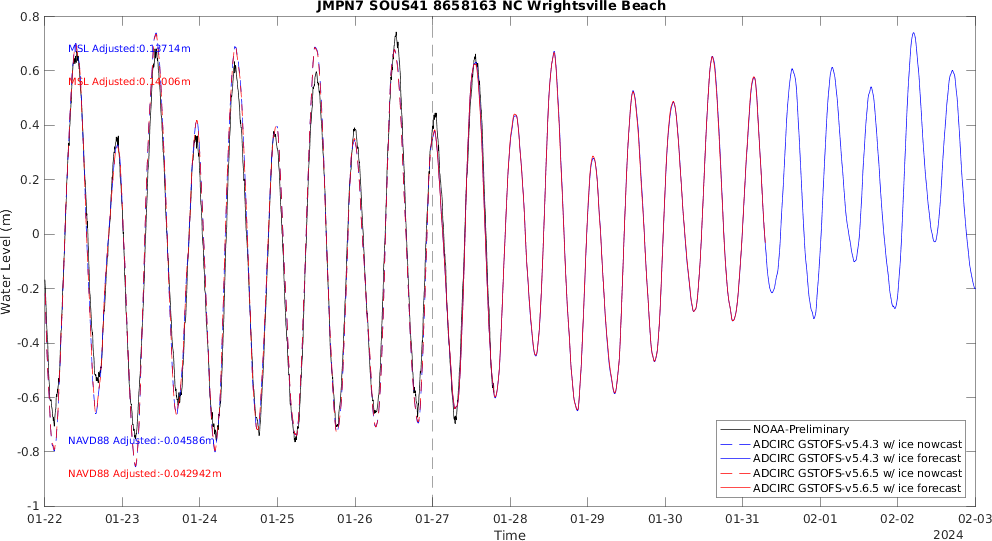 JMPN7 SOUS41 8658163 NC Wrightsville Beach
Water Level (m)
0.8
0.6
0.4
0.2
0
-0.2
-0.4
-0.6
-0.8
-1
MSL Adjusted:0.13714m
MSL Adjusted:0.14006m
NAVD88 Adjusted:-0.04586m
NAVD88 Adjusted:-0.042942m
NOAA-Preliminary
ADCIRC GSTOFS-v5.4.3 w/ ice nowcast
ADCIRC GSTOFS-v5.4.3 w/ ice forecast
ADCIRC GSTOFS-v5.6.5 w/ ice nowcast
ADCIRC GSTOFS-v5.6.5 w/ ice forecast
01-22 01-23 01-24 01-25 01-26 01-27 01-28 01-29 01-30 01-31 02-01 02-02 02-03
Time
2024